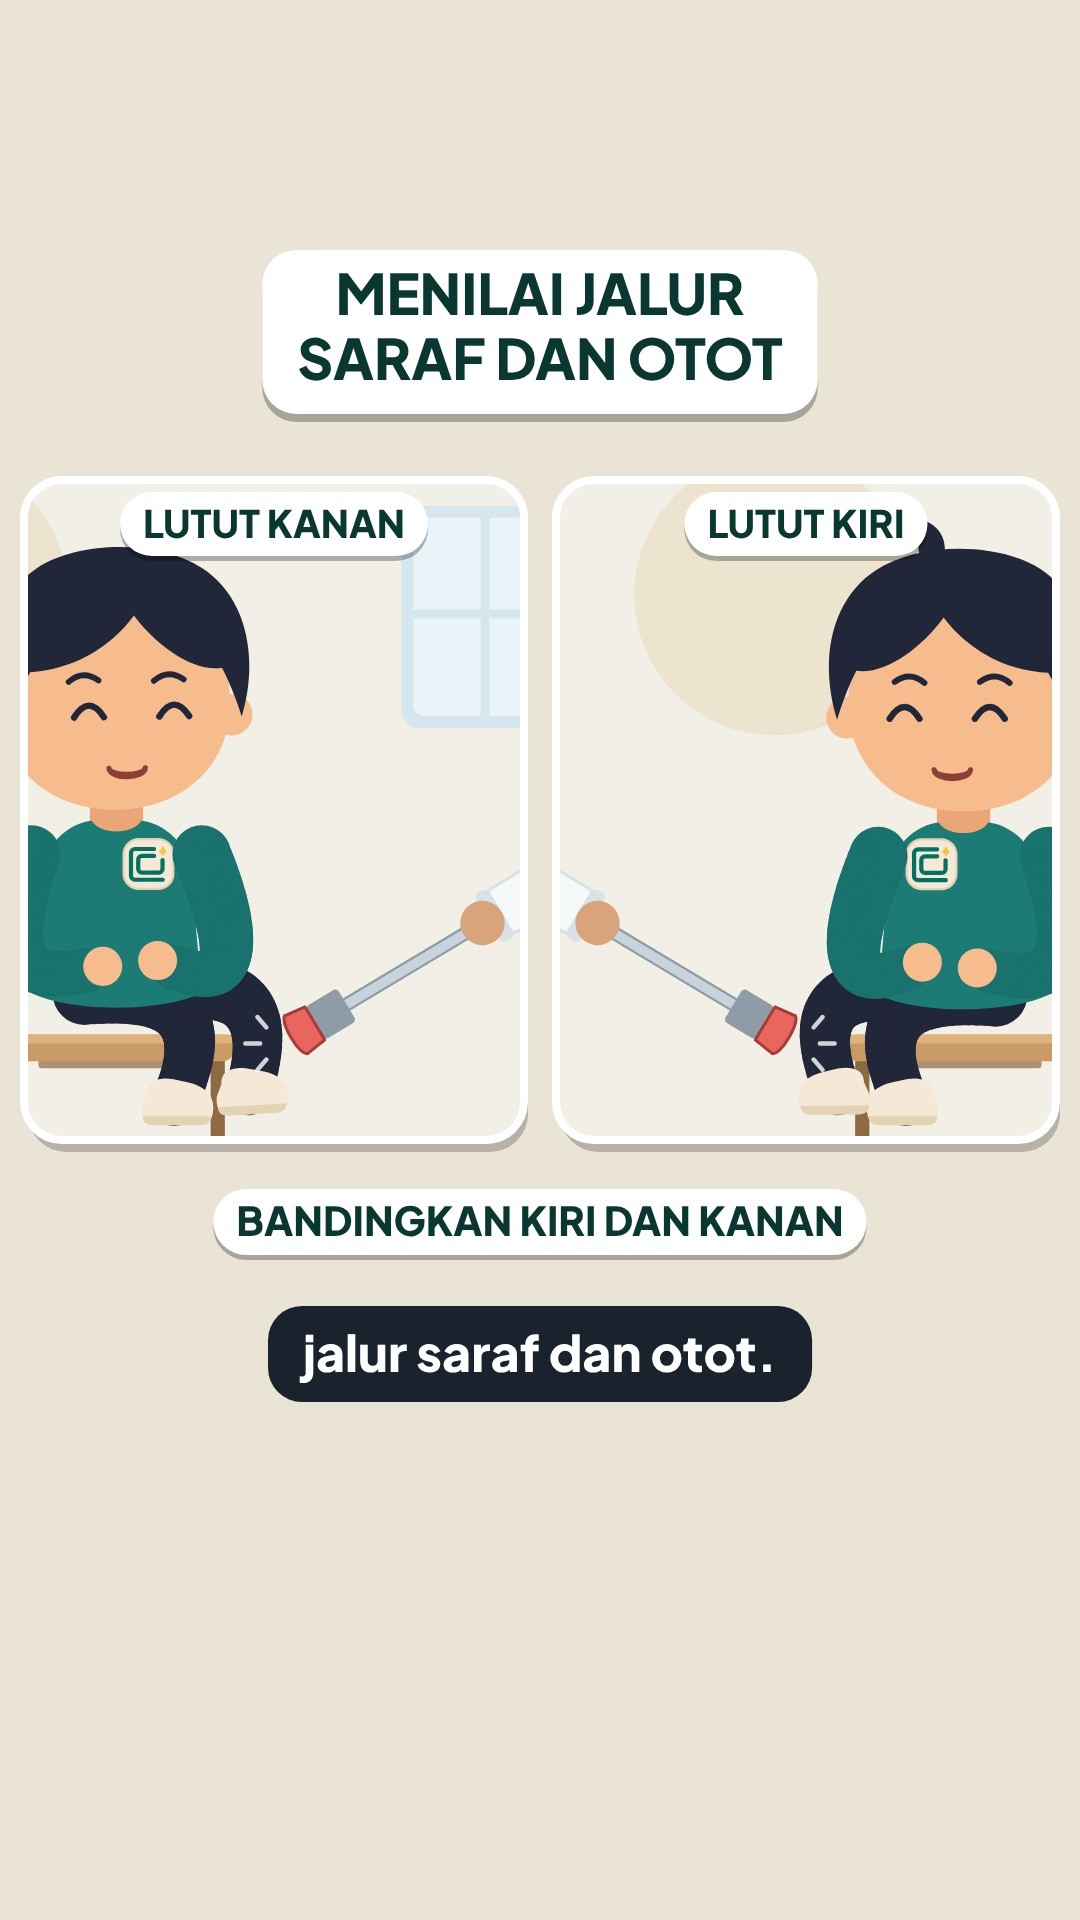 MENILAI JALUR
SARAF DAN OTOT
LUTUT KANAN
LUTUT KIRI
BANDINGKAN KIRI DAN KANAN
jalur saraf dan otot.